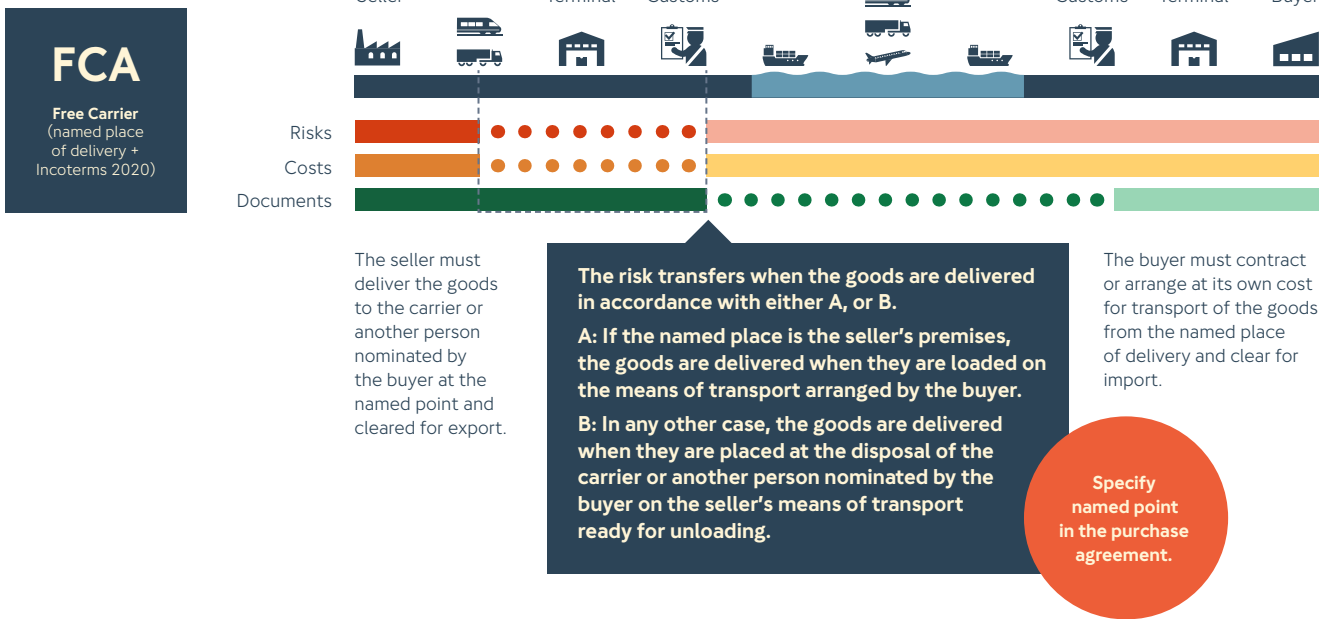 Seller
Terminal
Customs
Customs
Terminal
Buyer
FCA
Free Carrier
(named place
of delivery +
Incoterms 2020)
Risks
Costs
Documents
The seller must
deliver the goods
to the carrier or
another person
nominated by
the buyer at the
named point and
cleared for export.
The risk transfers when the goods are delivered
in accordance with either A, or B.
A: If the named place is the seller’s premises,
the goods are delivered when they are loaded on
the means of transport arranged by the buyer.
B: In any other case, the goods are delivered
when they are placed at the disposal of the
carrier or another person nominated by the
buyer on the seller’s means of transport
ready for unloading.
The buyer must contract
or arrange at its own cost
for transport of the goods
from the named place
of delivery and clear for
import.
Specify
named point
in the purchase
agreement.